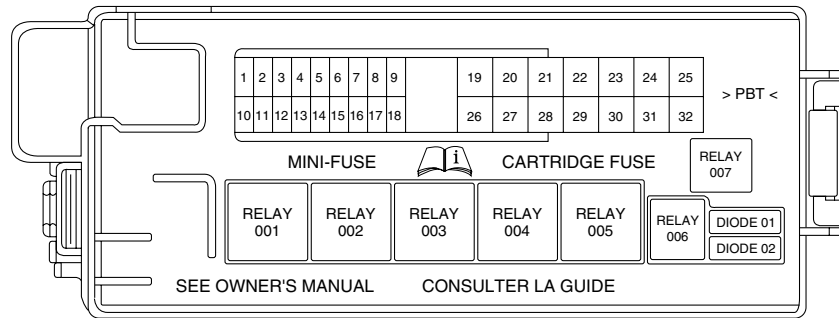 1 2 3 4 5 6 7 8 9 19 20 21 22 23 24 25
> PBT <
10 11 12 13 14 15 16 17 18 26 27 28 29 30 31 32
MINI-FUSE i CARTRIDGE FUSE
RELAY
007
RELAY
001
RELAY
002
RELAY
003
RELAY
004
RELAY
005
RELAY
006
DIODE 01
DIODE 02
SEE OWNER'S MANUAL CONSULTER LA GUIDE